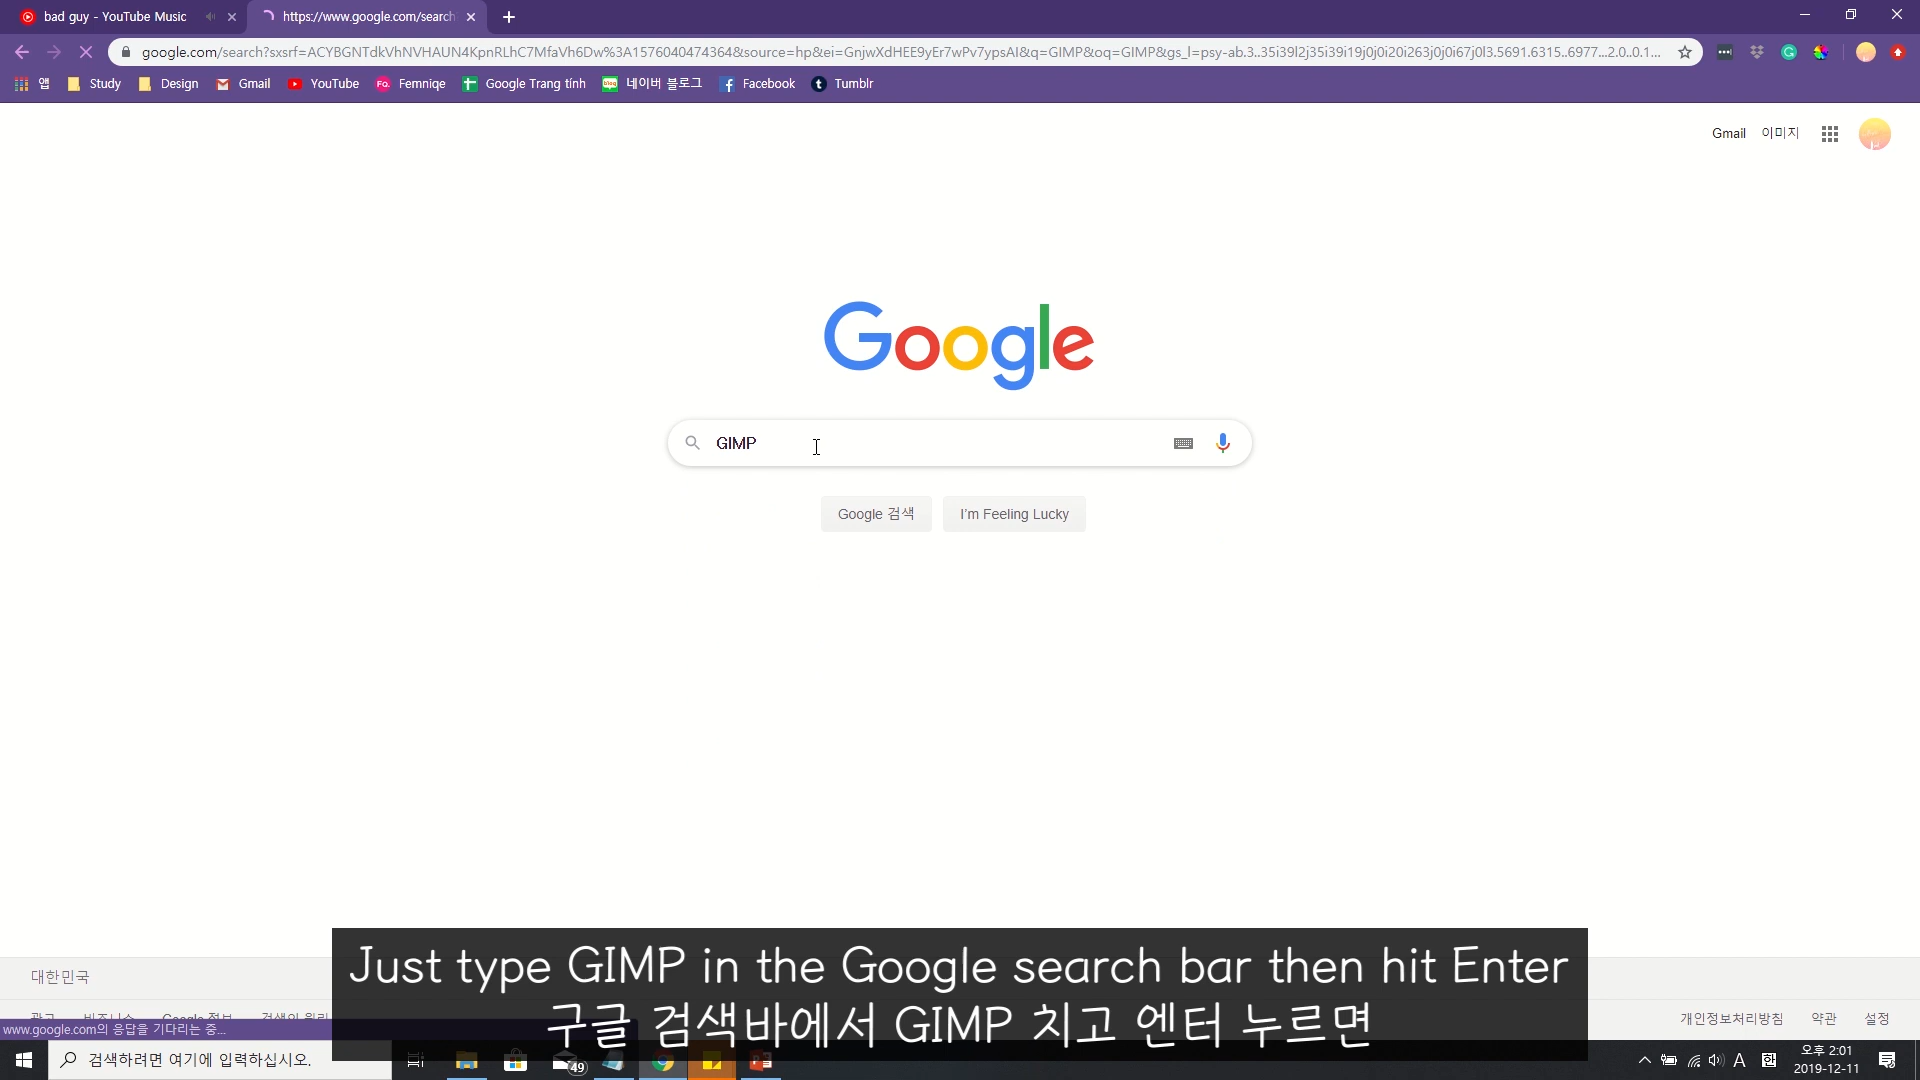 bad guy - YouTube Music
https://www.google.com/search
google.com/search?sxsrf=ACYBGNTdkVhNVHAUN4KpnRLhC7MfaVh6Dw%3A1576040474364&source=hp&ei=GnjwXdHEE9yEr7wPv7ypsAI&q=GIMP&oq=GIMP&gs_l=psy-ab.3..35i39l2j35i39i19j0j0i20i263j0j0i67j0l3.5691.6315..6977...2.0..0.1...
앱 Study Design Gmail YouTube Femniqe Google Trang tính 네이버 블로그 Facebook Tumblr
Gmail 이미지
Google
GIMP
Google 검색 I'm Feeling Lucky
Just type GIMP in the Google search bar then hit Enter
구글 검색바에서 GIMP 치고 엔터 누르면
대한민국
개인정보처리방침 약관 설정
www.google.com의 응답을 기다리는 중...
검색하려면 여기에 입력하십시오.
49
A
오후 2:01
2019-12-11